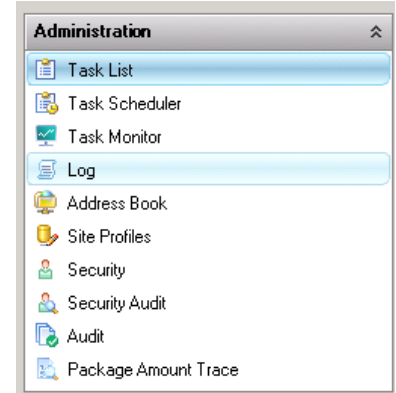 Administration
Task List
Task Scheduler
Task Monitor
Log
Address Book
Site Profiles
Security
Security Audit
Audit
Package Amount Trace